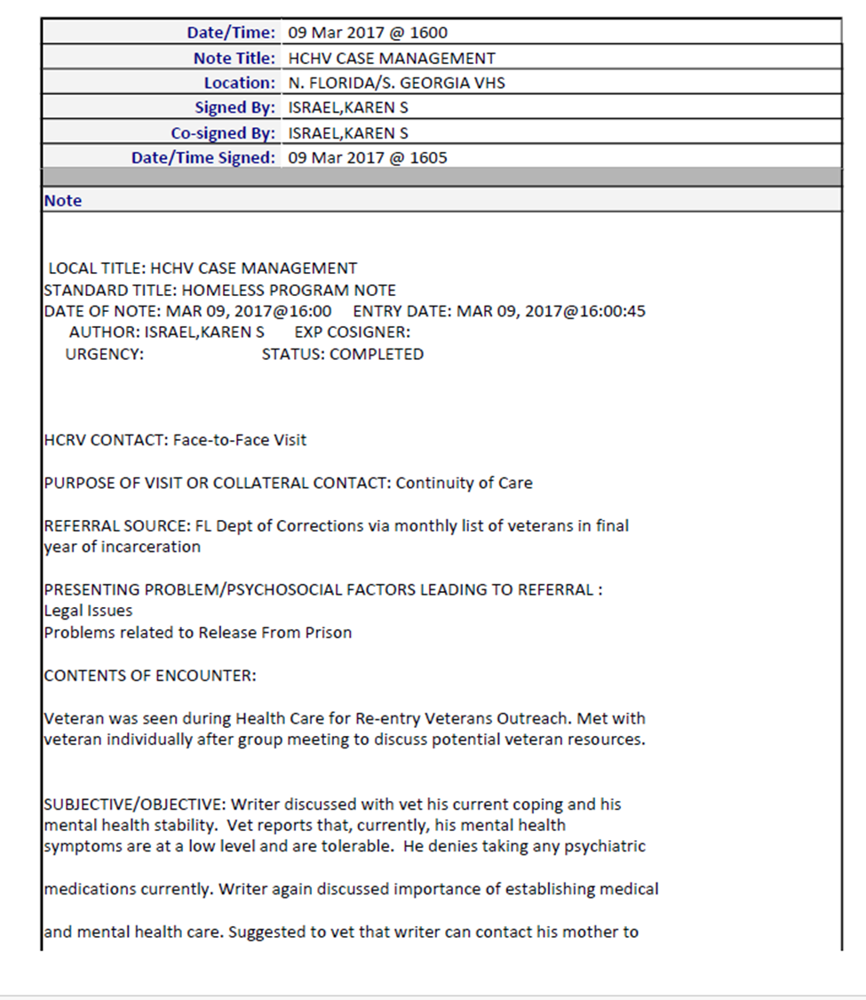 Date/Time: 09 Mar 2017 @ 1600
Note Title: HCHV CASE MANAGEMENT
Location: N. FLORIDA/S. GEORGIA VHS
Signed By: ISRAEL,KAREN S
Co-signed By: ISRAEL,KAREN S
Date/Time Signed: 09 Mar 2017 @ 1605
Note
LOCAL TITLE: HCHV CASE MANAGEMENT
STANDARD TITLE: HOMELESS PROGRAM NOTE
DATE OF NOTE: MAR 09, 2017@16:00 ENTRY DATE: MAR 09, 2017@16:00:45
AUTHOR: ISRAEL,KAREN S EXP COSIGNER:
URGENCY: STATUS: COMPLETED
HCRV CONTACT: Face-to-Face Visit
PURPOSE OF VISIT OR COLLATERAL CONTACT: Continuity of Care
REFERRAL SOURCE: FL Dept of Corrections via monthly list of veterans in final
year of incarceration
PRESENTING PROBLEM/PSYCHOSOCIAL FACTORS LEADING TO REFERRAL :
Legal Issues
Problems related to Release From Prison
CONTENTS OF ENCOUNTER:
Veteran was seen during Health Care for Re-entry Veterans Outreach. Met with
veteran individually after group meeting to discuss potential veteran resources.
SUBJECTIVE/OBJECTIVE: Writer discussed with vet his current coping and his
mental health stability. Vet reports that, currently, his mental health
symptoms are at a low level and are tolerable. He denies taking any psychiatric
medications currently. Writer again discussed importance of establishing medical
and mental health care. Suggested to vet that writer can contact his mother to